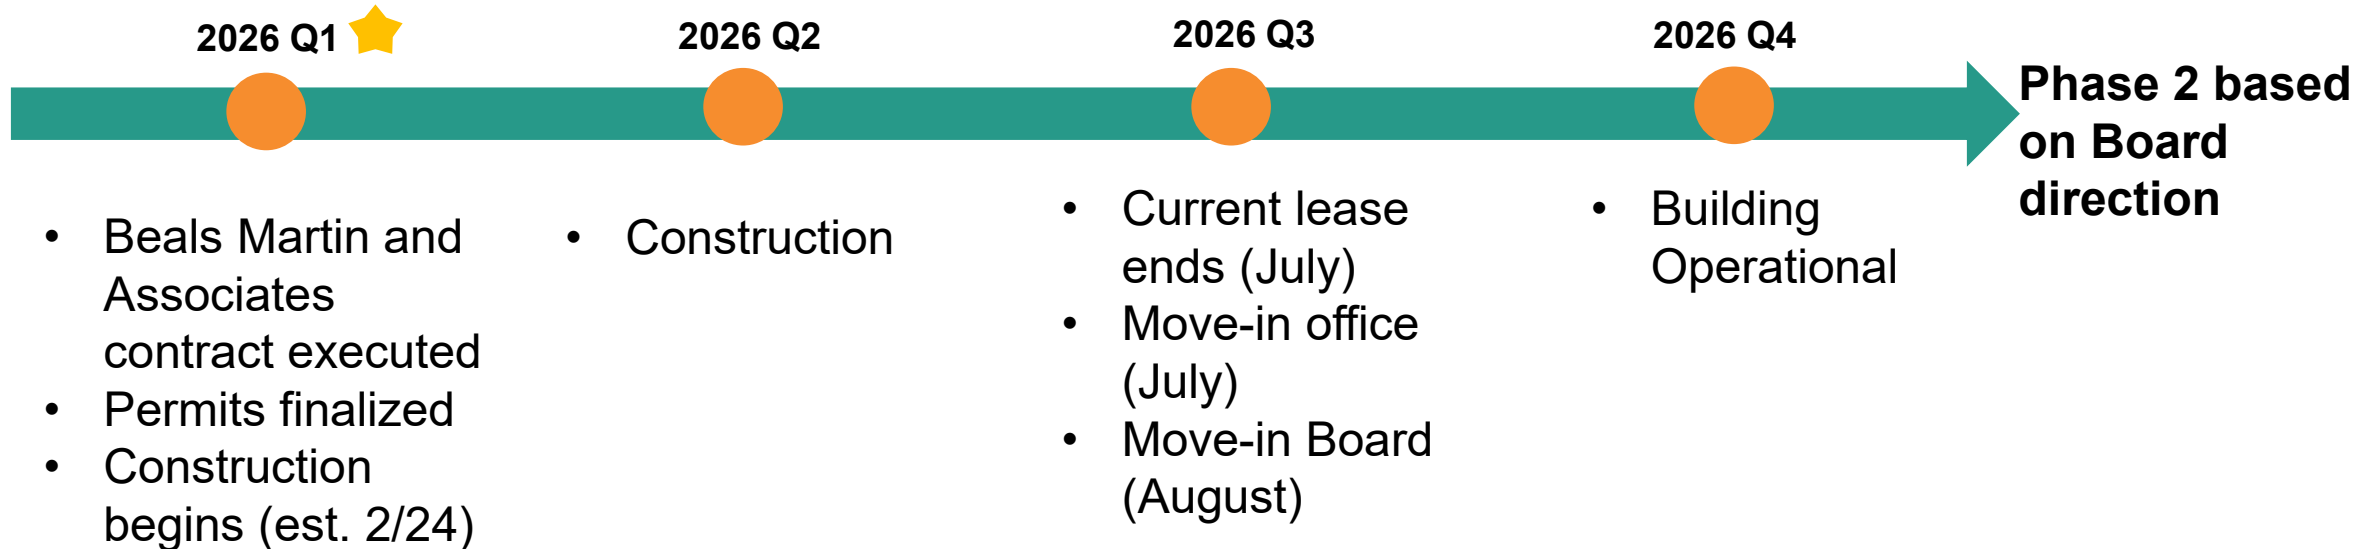 2026 Q1
2026 Q2
2026 Q3
2026 Q4
Phase 2 based
on Board
direction
• Beals Martin and
Associates
contract executed
• Permits finalized
• Construction
begins (est. 2/24)
• Construction
• Current lease
ends (July)
• Move-in office
(July)
• Move-in Board
(August)
• Building
Operational